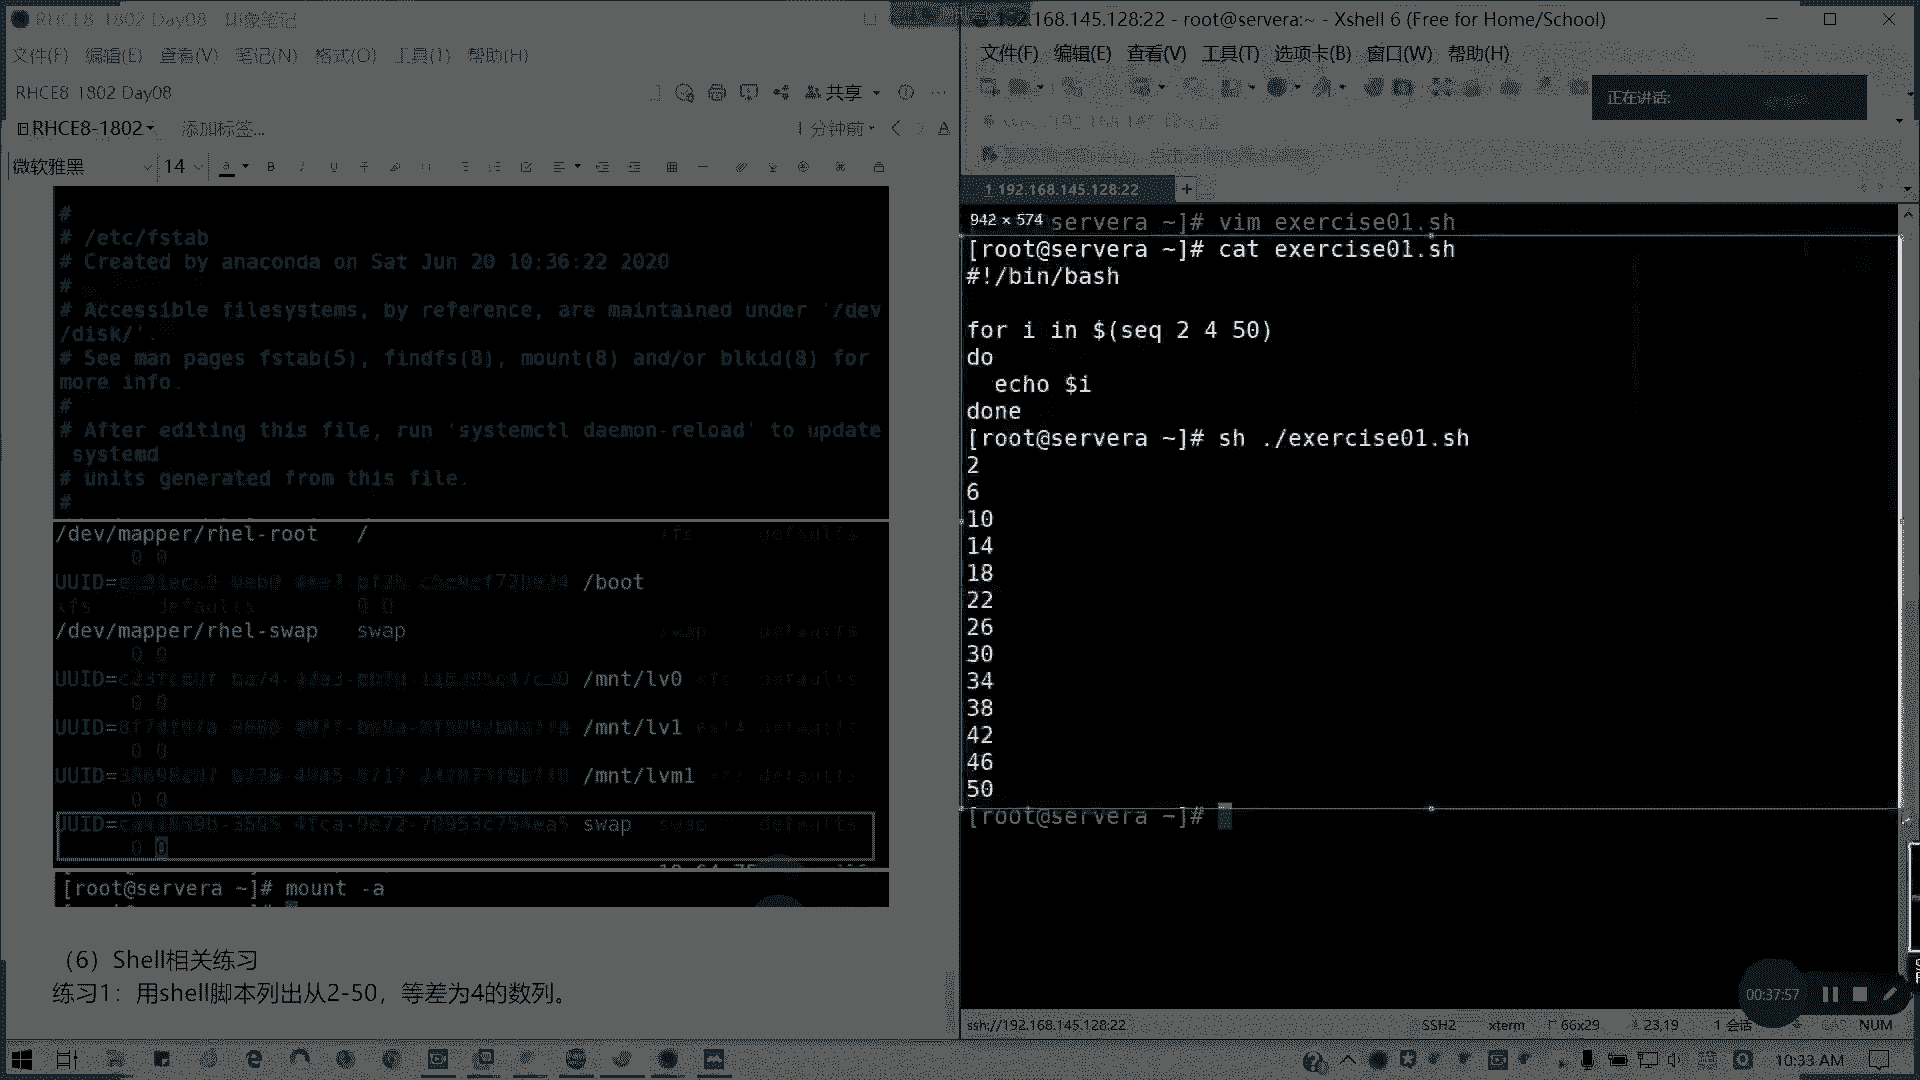 RHCE8 1802 Day08 印象笔记
文件(F) 编辑(E) 查看(V) 笔记(N) 格式(O) 工具(T) 帮助(H)
RHCE8 1802 Day08
共享
RHCE8-1802
添加标签...
1 分钟前
微软雅黑
14
#
# /etc/fstab
# Created by anaconda on Sat Jun 20 10:36:22 2020
#
# Accessible filesystems, by reference, are maintained under '/dev
/disk/'.
# See man pages fstab(5), findfs(8), mount(8) and/or blkid(8) for
more info.
#
# After editing this file, run 'systemctl daemon-reload' to update
systemd
# units generated from this file.
#
/dev/mapper/rhel-root / xfs defaults
0 0
UUID= /boot
xfs defaults 0 0
/dev/mapper/rhel-swap swap swap defaults
0 0
UUID= /mnt/lv0 xfs defaults
0 0
UUID= /mnt/lv1 defaults
0 0
UUID= /mnt/lvm1 defaults
0 0
UUID= swap swap defaults
0 0
[root@servera ~]# mount -a
（6）Shell相关练习
练习1：用shell脚本列出从2-50，等差为4的数列。
192.168.145.128:22 - root@servera:~ - Xshell 6 (Free for Home/School)
文件(F) 编辑(E) 查看(V) 工具(T) 选项卡(B) 窗口(W) 帮助(H)
正在讲话:
1 192.168.145.128:22
942 × 574
servera ~]# vim exercise01.sh
[root@servera ~]# cat exercise01.sh
#!/bin/bash
for i in $(seq 2 4 50)
do
echo $i
done
[root@servera ~]# sh ./exercise01.sh
2
6
10
14
18
22
26
30
34
38
42
46
50
[root@servera ~]#
00:37:57
ssh://192.168.145.128:22
SSH2
xterm
66x29
23,19
1 会话
CAP NUM
10:33 AM